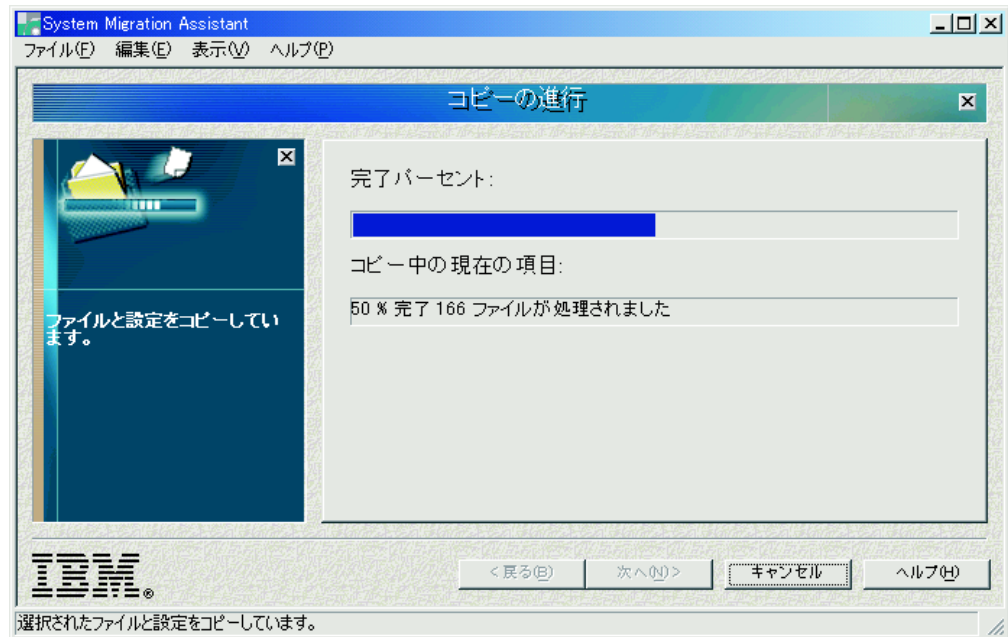 System Migration Assistant
ファイル(F) 編集(E) 表示(V) ヘルプ(P)
コピーの進行
ファイルと設定をコピーしてい
ます。
完了パーセント:
コピー中の現在の項目:
50 % 完了 166 ファイルが処理されました
IBM®
<戻る(B) 次へ(N)> キャンセル ヘルプ(H)
選択されたファイルと設定をコピーしています。